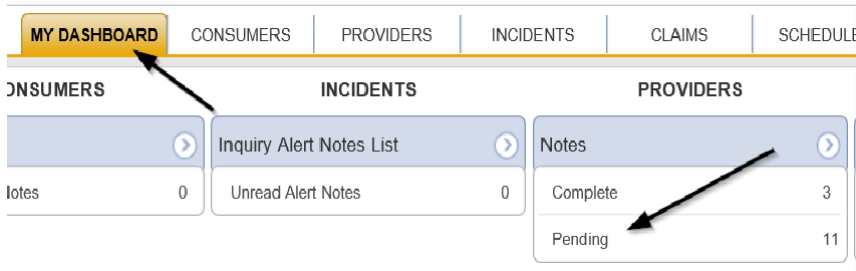 MY DASHBOARD CONSUMERS PROVIDERS INCIDENTS CLAIMS SCHEDULE
ONSUMERS INCIDENTS PROVIDERS
Inquiry Alert Notes List Notes
lotes 0 Unread Alert Notes 0 Complete 3
Pending 11